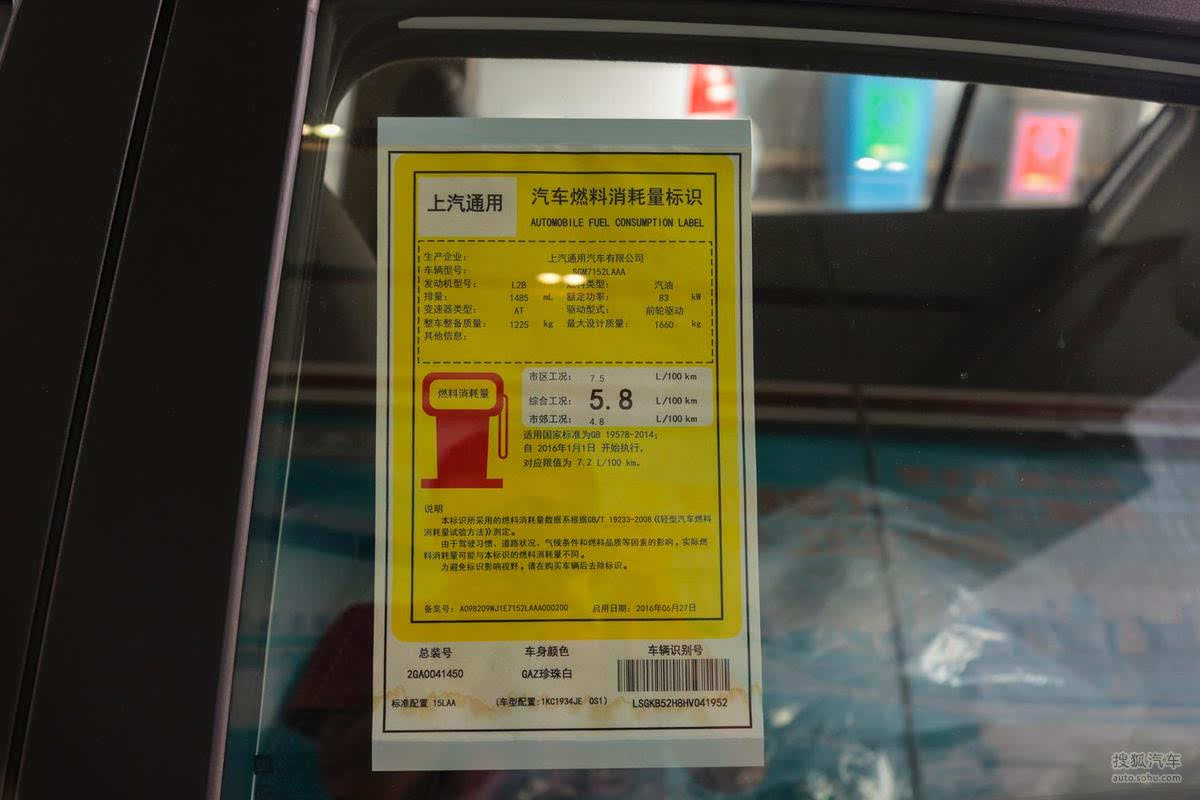 上汽通用
汽车燃料消耗量标识
AUTOMOBILE FUEL CONSUMPTION LABEL
生产企业: 上汽通用汽车有限公司
车辆型号: SGM7152LAAA
发动机型号: L2B 类型: 汽油
排量: 1485 mL 额定功率: 83 kW
变速器类型: AT 驱动型式: 前轮驱动
整车整备质量: 1225 kg 最大设计质量: 1660 kg
其他信息:
燃料消耗量
市区工况: 7.5 L/100 km
综合工况: 5.8 L/100 km
市郊工况: 4.8 L/100 km
适用国家标准为GB 19578-2014;
自 2016年1月1日 开始执行,
对应限值为 7.2 L/100 km。
说明
本标识所采用的燃料消耗量数据系根据GB/T 19233-2008《轻型汽车燃料
消耗量试验方法》测定。
由于驾驶习惯、道路状况、气候条件和燃料品质等因素的影响,实际燃
料消耗量可能与本标识的燃料消耗量不同。
为避免标识影响视野,请在购买车辆后去除标识。
备案号: A098209WJ1E7152LAAA000200 启用日期: 2016年06月27日
总装号 车身颜色 车辆识别号
2GA0041450 GAZ珍珠白
标准配置 15LAA (车型配置:1KC1934JE 0S1) LSGKB52H8HV041952
搜狐汽车
auto.sohu.com